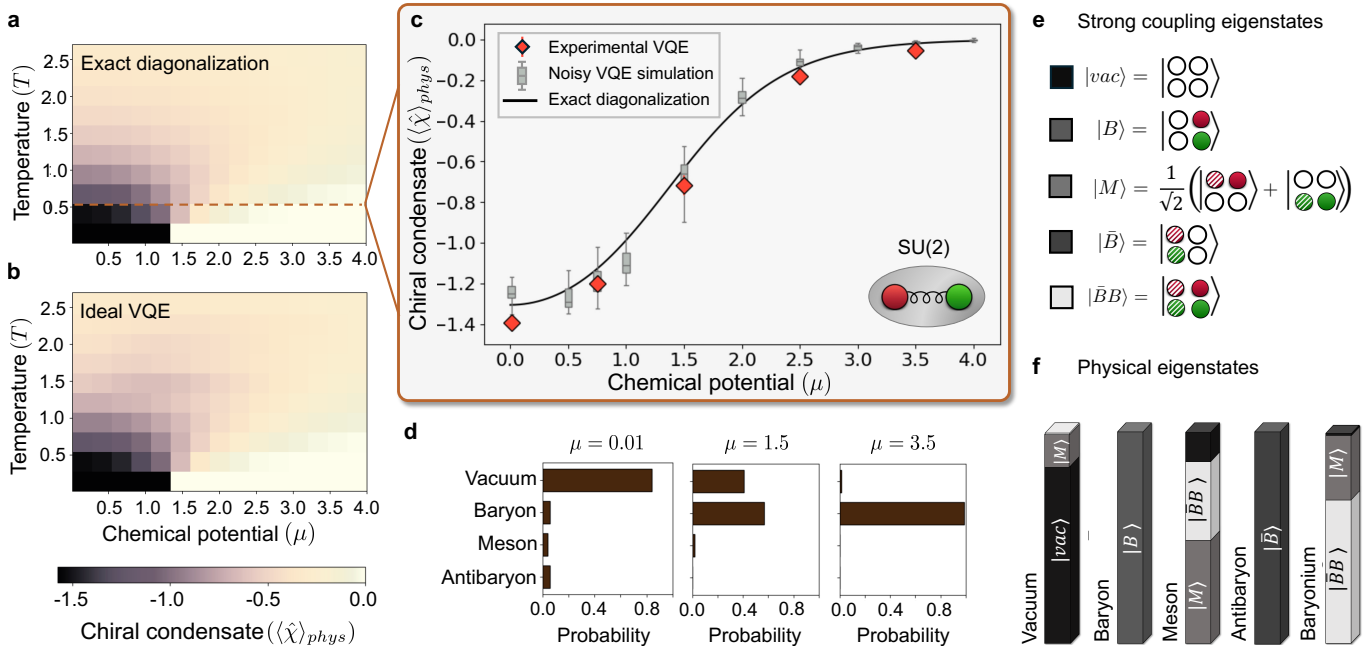 a
Exact diagonalization
Temperature (T)
2.5
2.0
1.5
1.0
0.5
0.5 1.0 1.5 2.0 2.5 3.0 3.5 4.0
b
Ideal VQE
Temperature (T)
2.5
2.0
1.5
1.0
0.5
0.5 1.0 1.5 2.0 2.5 3.0 3.5 4.0
Chemical potential (μ)
-1.5 -1.0 -0.5 0.0
Chiral condensate (⟨χ̂⟩phys)
c
Experimental VQE
Noisy VQE simulation
Exact diagonalization
Chiral condensate (⟨χ̂⟩phys)
0.0
−0.2
−0.4
−0.6
−0.8
−1.0
−1.2
−1.4
SU(2)
0.0 0.5 1.0 1.5 2.0 2.5 3.0 3.5 4.0
Chemical potential (μ)
d
μ = 0.01 μ = 1.5 μ = 3.5
Vacuum
Baryon
Meson
Antibaryon
0.0 0.4 0.8 0.0 0.4 0.8 0.0 0.4 0.8
Probability Probability Probability
e Strong coupling eigenstates
|vac⟩ =
|B⟩ =
|M⟩ = 1/√2 ( + )
|B̄⟩ =
|B̄B⟩ =
f Physical eigenstates
Vacuum
|vac⟩
|M⟩
Baryon
|B⟩
Meson
|M⟩
|B̄B⟩
Antibaryon
|B̄⟩
Baryonium
|B̄B⟩
|M⟩